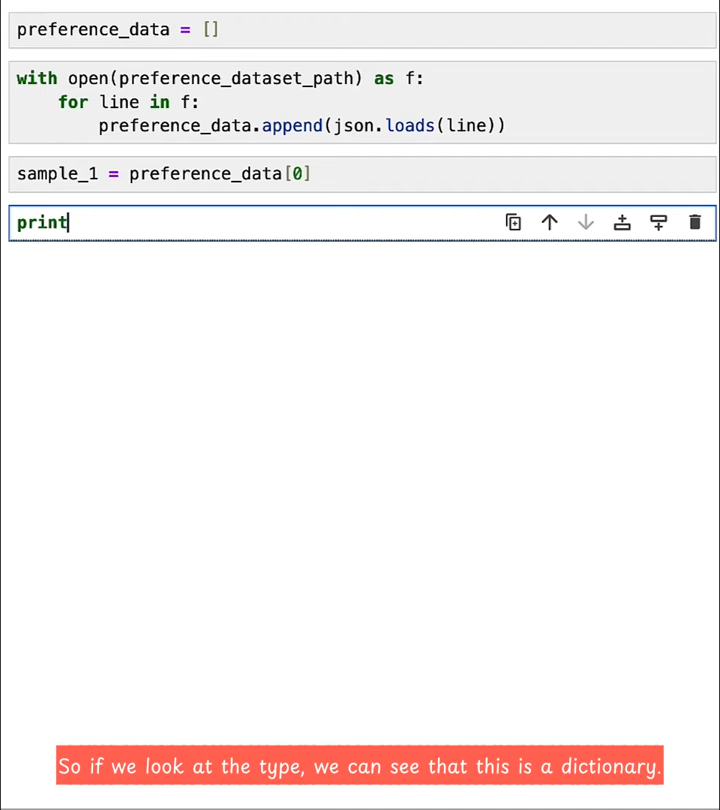 preference_data = []
with open(preference_dataset_path) as f:
    for line in f:
        preference_data.append(json.loads(line))
sample_1 = preference_data[0]
print
So if we look at the type, we can see that this is a dictionary.